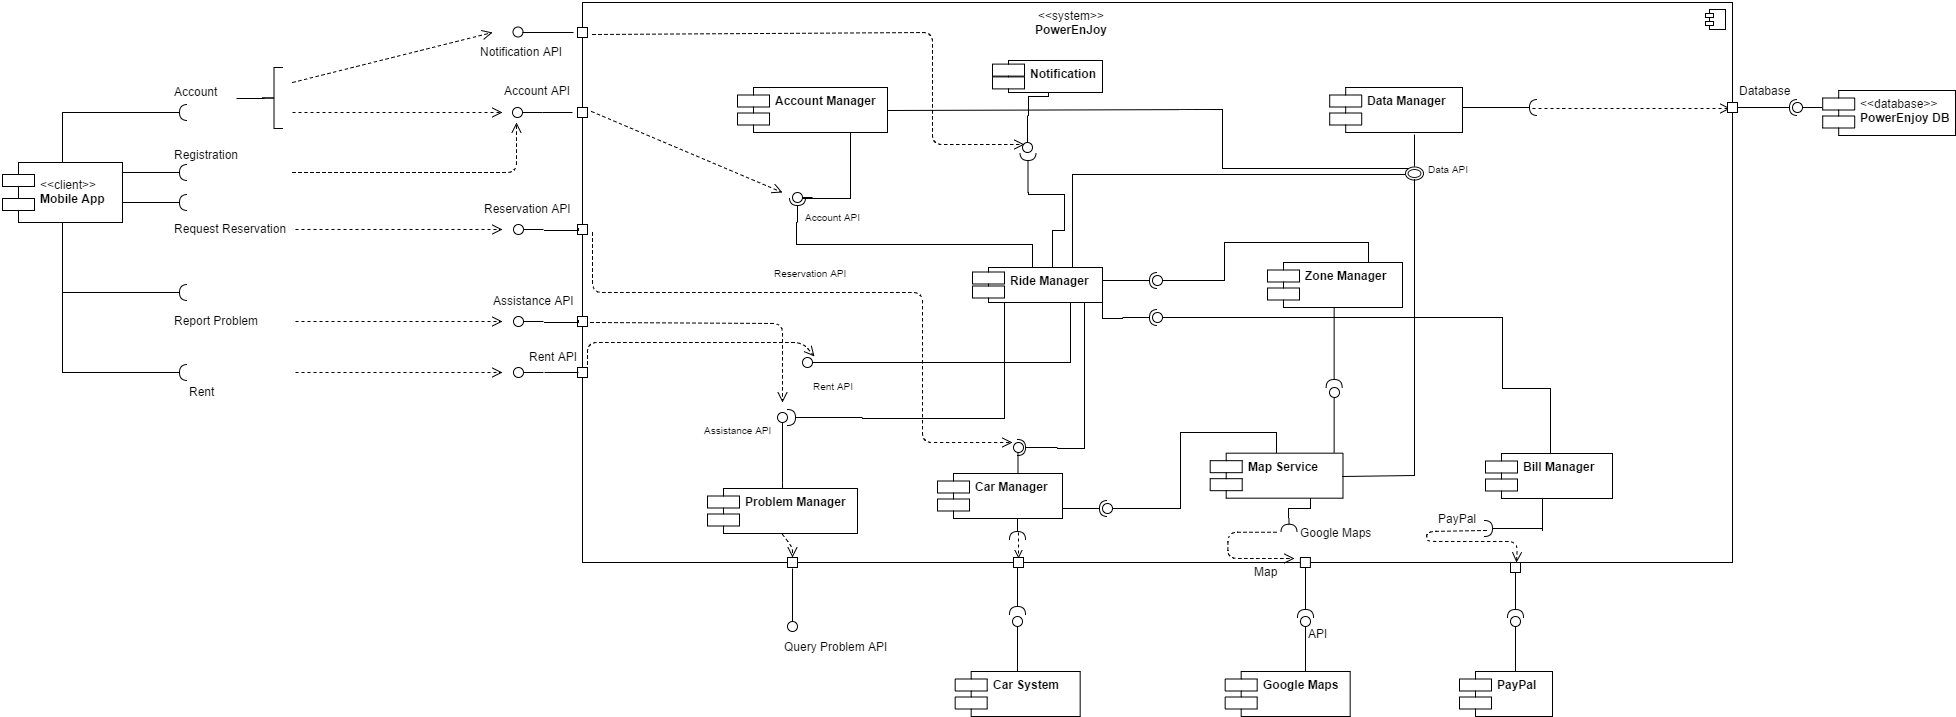 <<system>>
PowerEnJoy
Notification API
Notification
Account
Account API
Account Manager
Data Manager
Database
<<database>>
PowerEnjoy DB
Registration
Data API
<<client>>
Mobile App
Reservation API
Account API
Request Reservation
Reservation API
Ride Manager
Zone Manager
Assistance API
Report Problem
Rent API
Rent
Rent API
Assistance API
Map Service
Bill Manager
Car Manager
Problem Manager
PayPal
Google Maps
Map
API
Query Problem API
Car System
Google Maps
PayPal